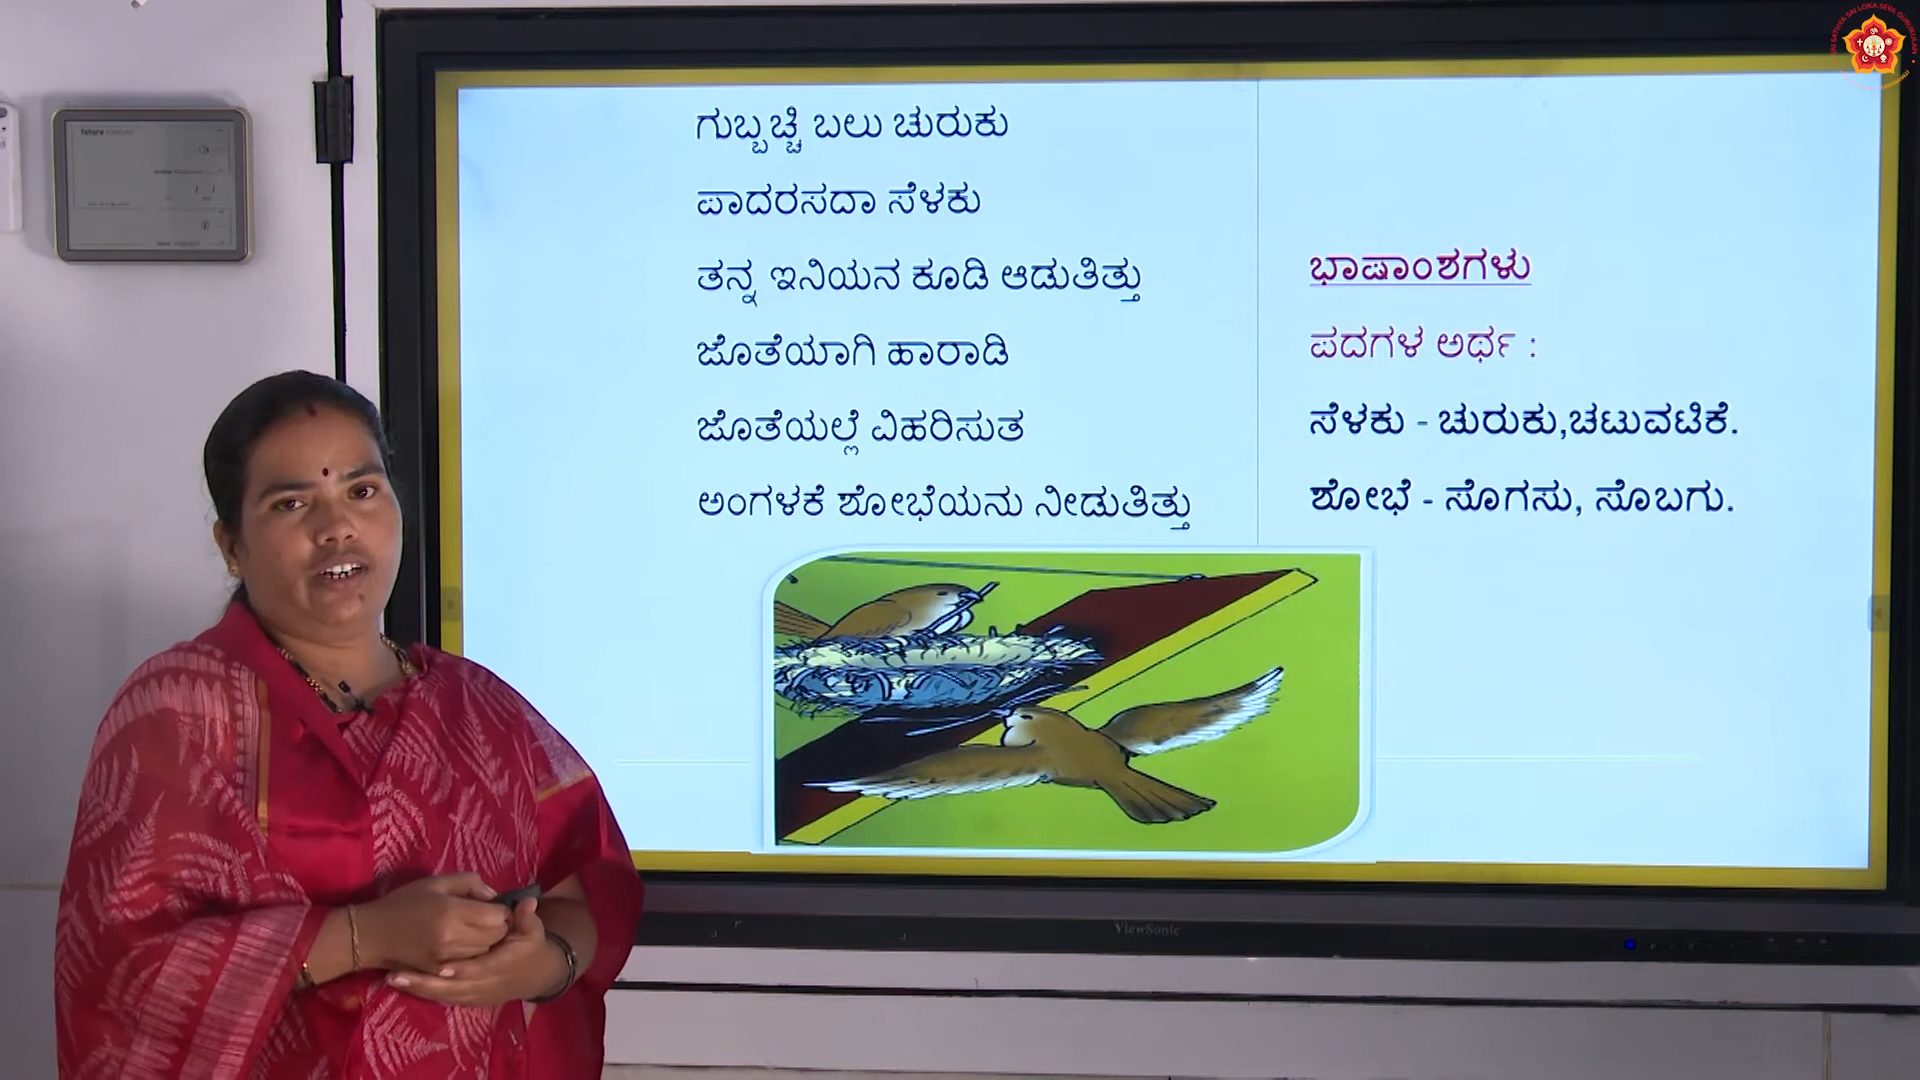 ಗುಬ್ಬಚ್ಚಿ ಬಲು ಚುರುಕು
ಪಾದರಸದಾ ಸೆಳಕು
ತನ್ನ ಇನಿಯನ ಕೂಡಿ ಆಡುತಿತ್ತು
ಜೊತೆಯಾಗಿ ಹಾರಾಡಿ
ಜೊತೆಯಲ್ಲೆ ವಿಹರಿಸುತ
ಅಂಗಳಕೆ ಶೋಭೆಯನು ನೀಡುತಿತ್ತು
ಭಾಷಾಂಶಗಳು
ಪದಗಳ ಅರ್ಥ :
ಸೆಳಕು - ಚುರುಕು,ಚಟುವಟಿಕೆ.
ಶೋಭೆ - ಸೊಗಸು, ಸೊಬಗು.
ViewSonic